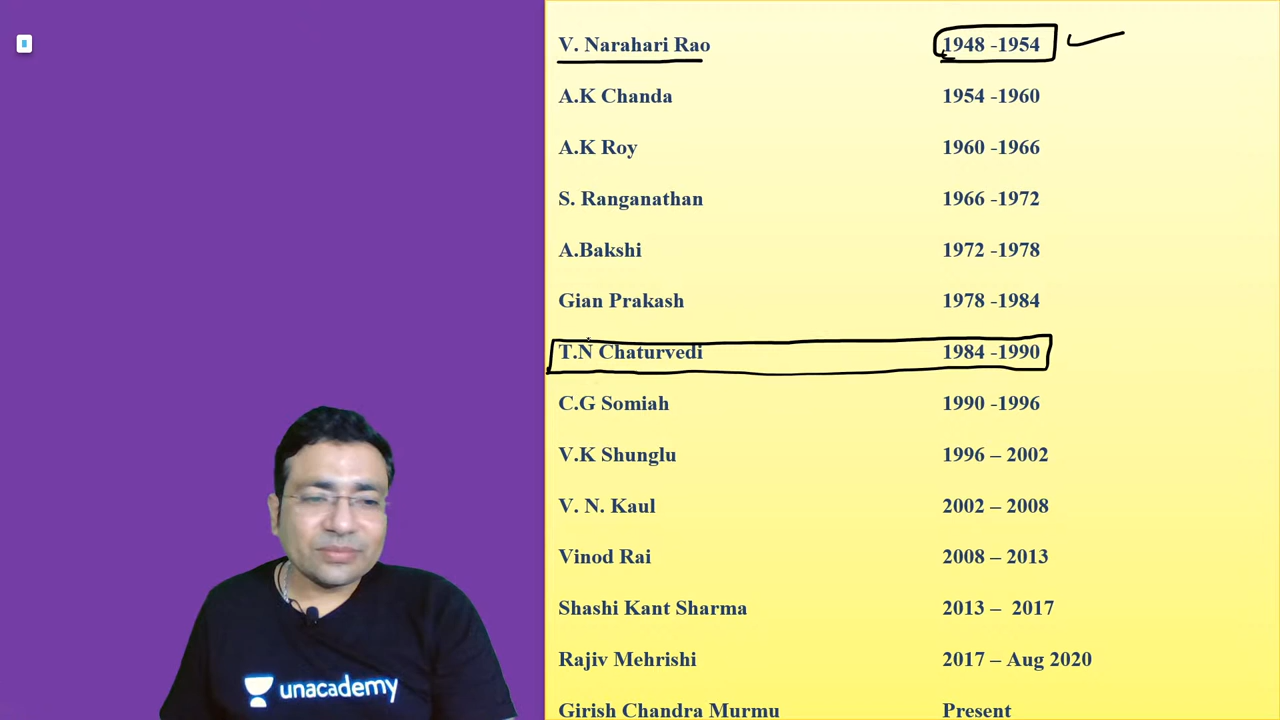 V. Narahari Rao 1948 -1954
A.K Chanda 1954 -1960
A.K Roy 1960 -1966
S. Ranganathan 1966 -1972
A.Bakshi 1972 -1978
Gian Prakash 1978 -1984
T.N Chaturvedi 1984 -1990
C.G Somiah 1990 -1996
V.K Shunglu 1996 – 2002
V. N. Kaul 2002 – 2008
Vinod Rai 2008 – 2013
Shashi Kant Sharma 2013 – 2017
Rajiv Mehrishi 2017 – Aug 2020
Girish Chandra Murmu Present
unacademy